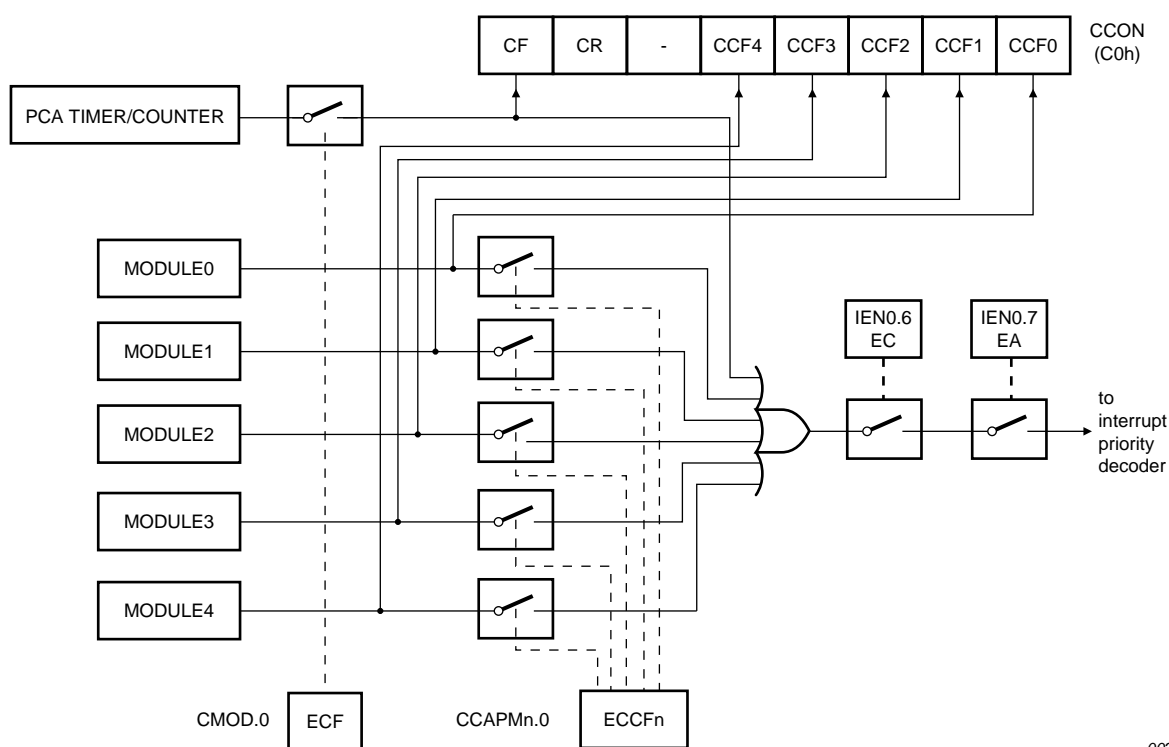 CF CR - CCF4 CCF3 CCF2 CCF1 CCF0
CCON
(C0h)
PCA TIMER/COUNTER
MODULE0
MODULE1
MODULE2
MODULE3
MODULE4
IEN0.6
EC
IEN0.7
EA
to
interrupt
priority
decoder
CMOD.0
ECF
CCAPMn.0
ECCFn